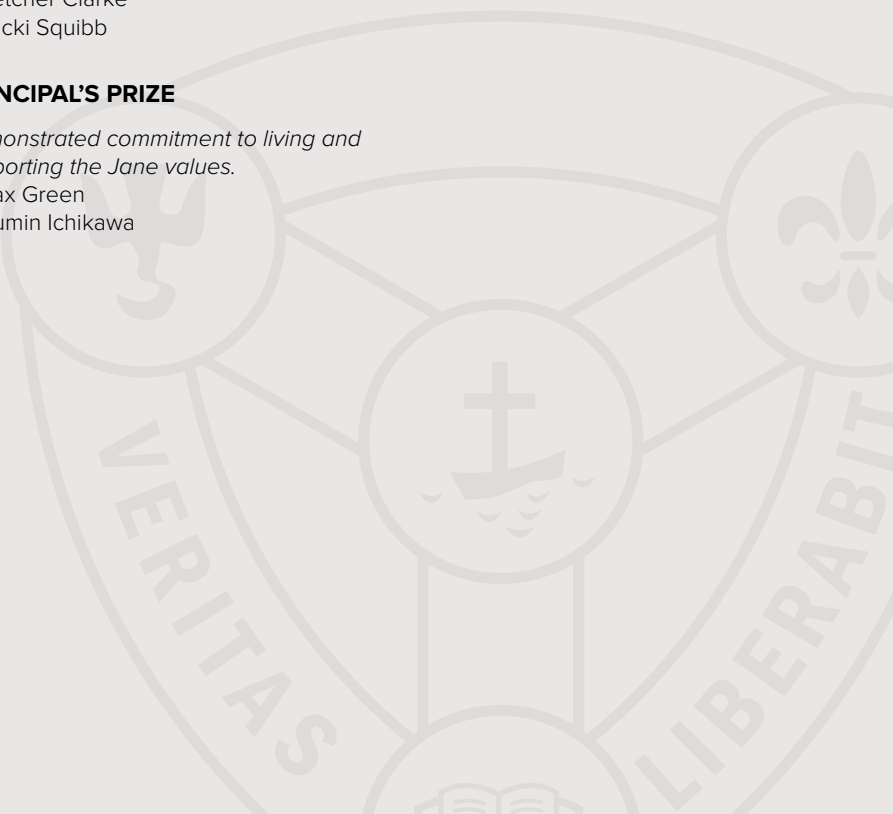 etcher Clarke
cki Squibb
NCIPAL'S PRIZE
onstrated commitment to living and
porting the Jane values.
ax Green
umin Ichikawa
VERITAS
LIBERABIT